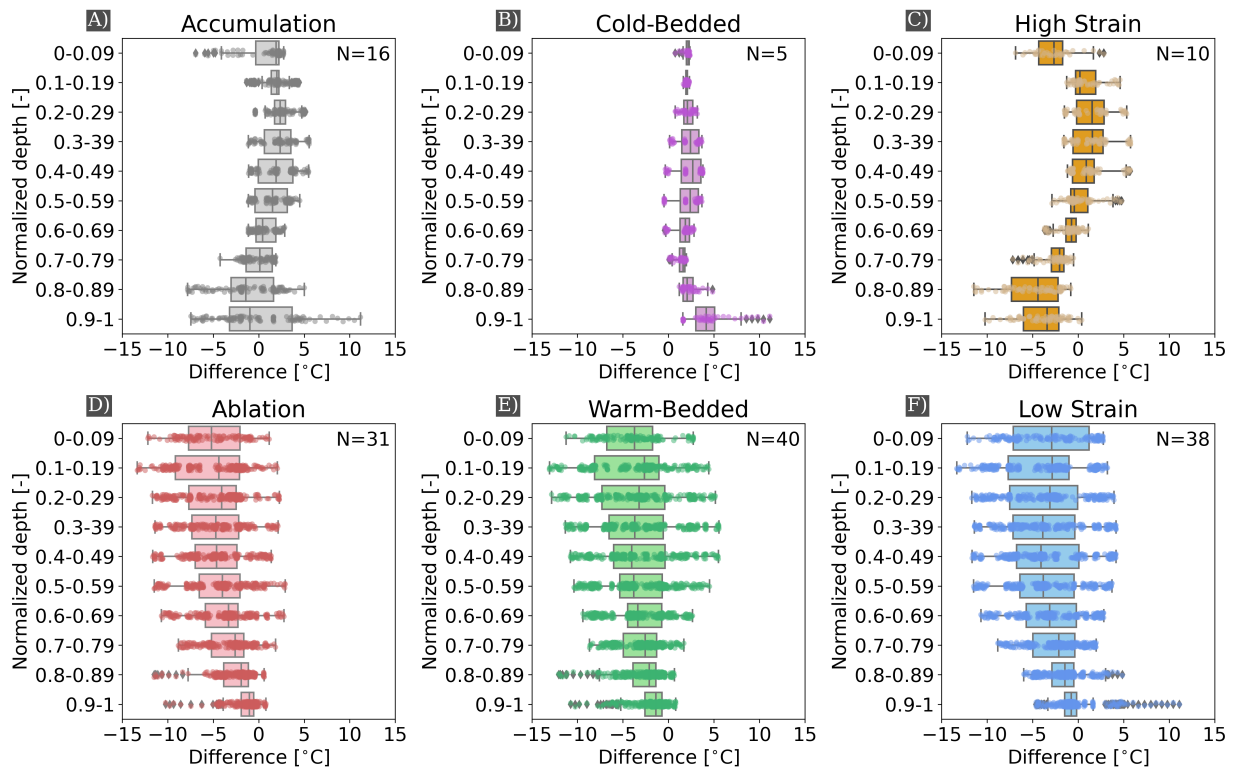 A) Accumulation
N=16
Normalized depth [-]
0-0.09
0.1-0.19
0.2-0.29
0.3-39
0.4-0.49
0.5-0.59
0.6-0.69
0.7-0.79
0.8-0.89
0.9-1
−15 −10 −5 0 5 10 15
Difference [°C]
B) Cold-Bedded
N=5
Normalized depth [-]
0-0.09
0.1-0.19
0.2-0.29
0.3-39
0.4-0.49
0.5-0.59
0.6-0.69
0.7-0.79
0.8-0.89
0.9-1
−15 −10 −5 0 5 10 15
Difference [°C]
C) High Strain
N=10
Normalized depth [-]
0-0.09
0.1-0.19
0.2-0.29
0.3-39
0.4-0.49
0.5-0.59
0.6-0.69
0.7-0.79
0.8-0.89
0.9-1
−15 −10 −5 0 5 10 15
Difference [°C]
D) Ablation
N=31
Normalized depth [-]
0-0.09
0.1-0.19
0.2-0.29
0.3-39
0.4-0.49
0.5-0.59
0.6-0.69
0.7-0.79
0.8-0.89
0.9-1
−15 −10 −5 0 5 10 15
Difference [°C]
E) Warm-Bedded
N=40
Normalized depth [-]
0-0.09
0.1-0.19
0.2-0.29
0.3-39
0.4-0.49
0.5-0.59
0.6-0.69
0.7-0.79
0.8-0.89
0.9-1
−15 −10 −5 0 5 10 15
Difference [°C]
F) Low Strain
N=38
Normalized depth [-]
0-0.09
0.1-0.19
0.2-0.29
0.3-39
0.4-0.49
0.5-0.59
0.6-0.69
0.7-0.79
0.8-0.89
0.9-1
−15 −10 −5 0 5 10 15
Difference [°C]